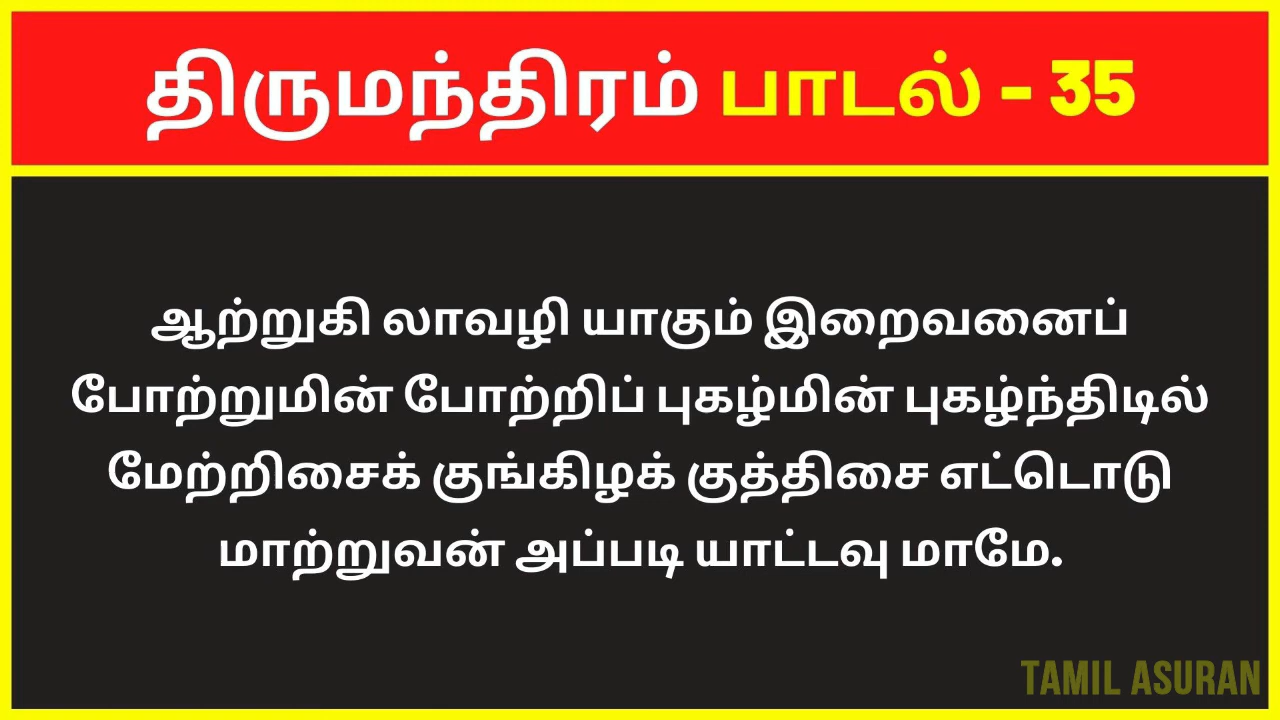 திருமந்திரம் பாடல் - 35
ஆற்றுகி லாவழி யாகும் இறைவனைப்
போற்றுமின் போற்றிப் புகழ்மின் புகழ்ந்திடில்
மேற்றிசைக் குங்கிழக் குத்திசை எட்டொடு
மாற்றுவன் அப்படி யாட்டவு மாமே.
TAMIL ASURAN